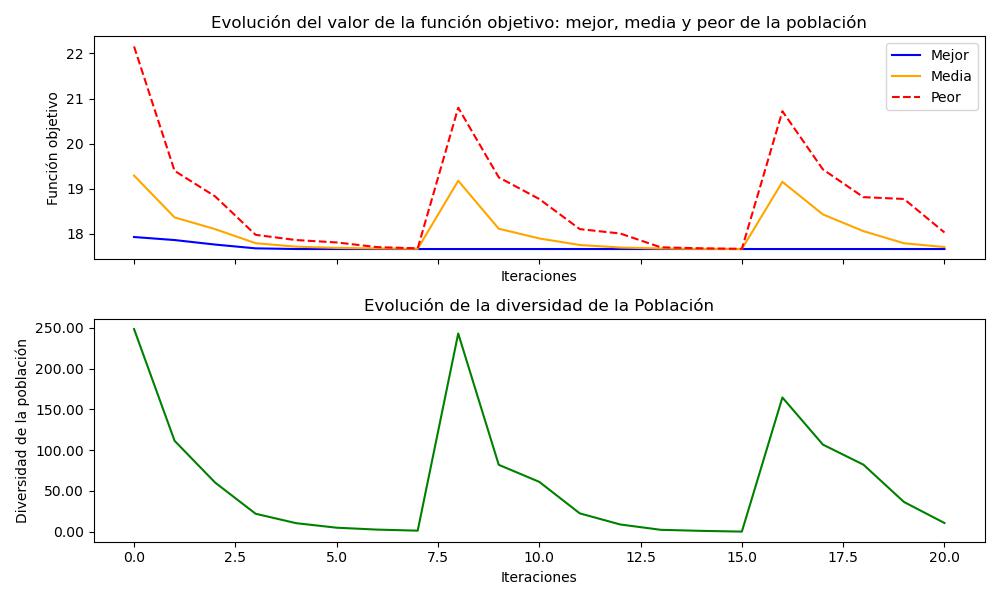 Evolución del valor de la función objetivo: mejor, media y peor de la población
22
21
20
19
18
Función objetivo
Mejor
Media
Peor
Iteraciones
Evolución de la diversidad de la Población
250.00
200.00
150.00
100.00
50.00
0.00
Diversidad de la población
0.0 2.5 5.0 7.5 10.0 12.5 15.0 17.5 20.0
Iteraciones